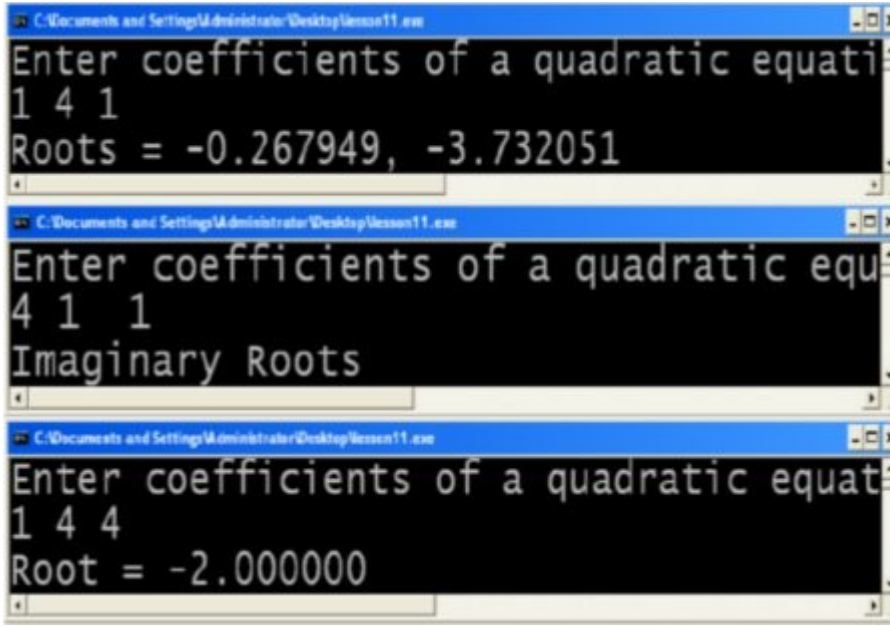 C:\Documents and Settings\Administrator\Desktop\lesson11.exe
Enter coefficients of a quadratic equati
1 4 1
Roots = -0.267949, -3.732051
C:\Documents and Settings\Administrator\Desktop\lesson11.exe
Enter coefficients of a quadratic equ
4 1 1
Imaginary Roots
C:\Documents and Settings\Administrator\Desktop\lesson11.exe
Enter coefficients of a quadratic equat
1 4 4
Root = -2.000000